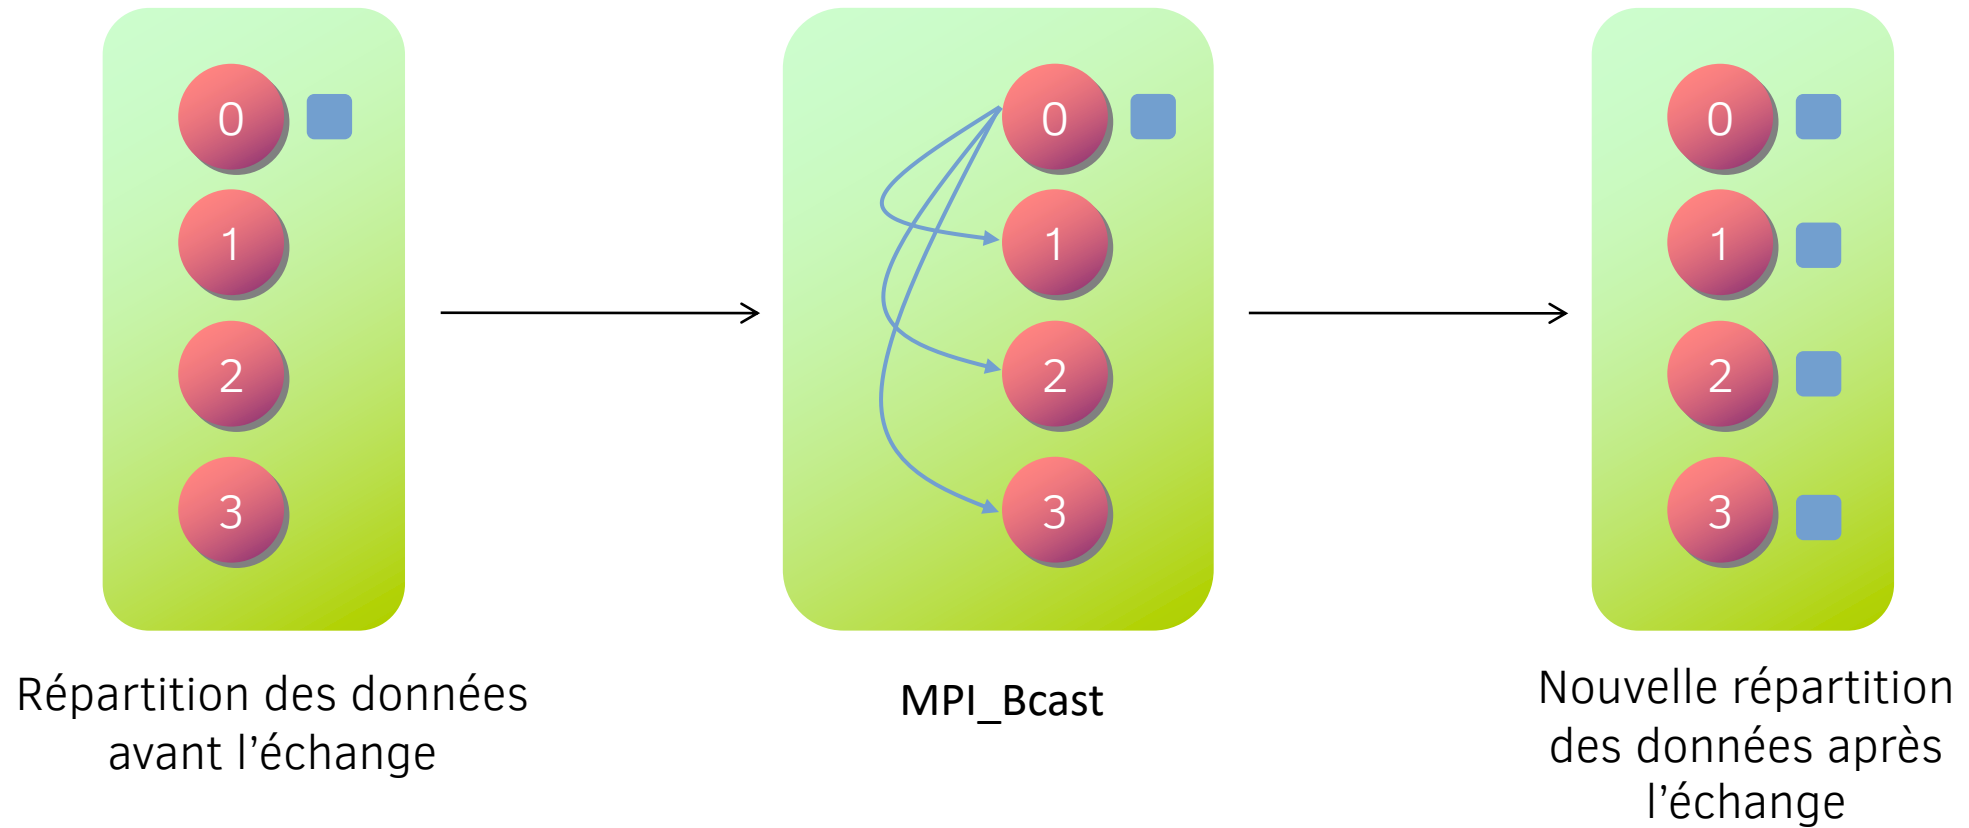 0
1
2
3
Répartition des données
avant l’échange
0
1
2
3
MPI_Bcast
0
1
2
3
Nouvelle répartition
des données après
l’échange